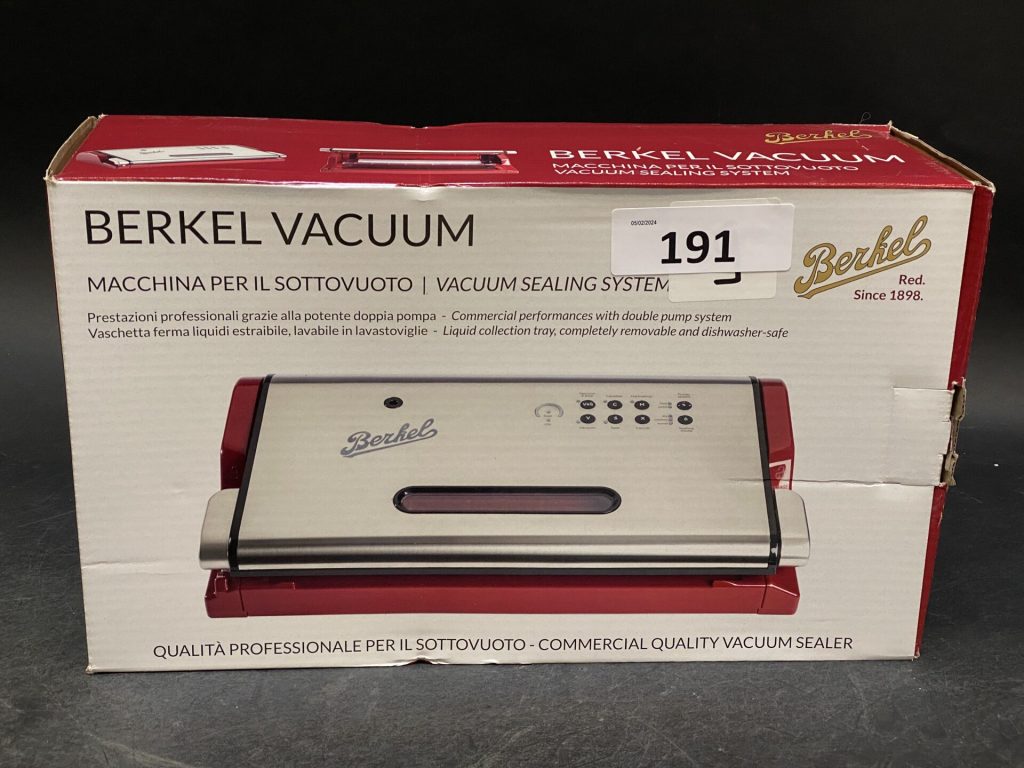 Berkel
BERKEL VACUUM
MACCHINA PER IL SOTTOVUOTO
VACUUM SEALING SYSTEM
BERKEL VACUUM
05/02/2024
191
Berkel
Red.
Since 1898.
MACCHINA PER IL SOTTOVUOTO | VACUUM SEALING SYSTEM
Prestazioni professionali grazie alla potente doppia pompa - Commercial performances with double pump system
Vaschetta ferma liquidi estraibile, lavabile in lavastoviglie - Liquid collection tray, completely removable and dishwasher-safe
Berkel
QUALITÀ PROFESSIONALE PER IL SOTTOVUOTO - COMMERCIAL QUALITY VACUUM SEALER